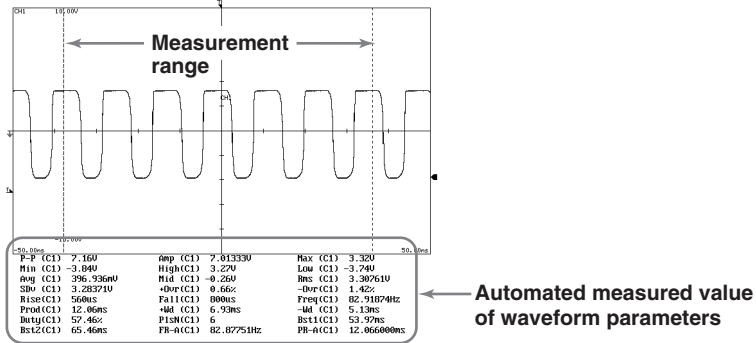 CH1 10.00V
Measurement
range
CH1
-10.00V
-50.00ms 50.00ms
P-P (C1) 7.16V Amp (C1) 7.01333V Max (C1) 3.32V
Min (C1) -3.84V High(C1) 3.27V Low (C1) -3.74V
Avg (C1) 396.936mV Mid (C1) -0.26V Rms (C1) 3.30761V
SDv (C1) 3.28371V +Ovr(C1) 0.66% -Ovr(C1) 1.42%
Rise(C1) 560us Fall(C1) 800us Freq(C1) 82.91874Hz
Prod(C1) 12.06ms +Wd (C1) 6.93ms -Wd (C1) 5.13ms
Duty(C1) 57.46% PlsN(C1) 6 Bst1(C1) 53.97ms
Bst2(C1) 65.46ms FR-A(C1) 82.87751Hz PR-A(C1) 12.066000ms
Automated measured value
of waveform parameters